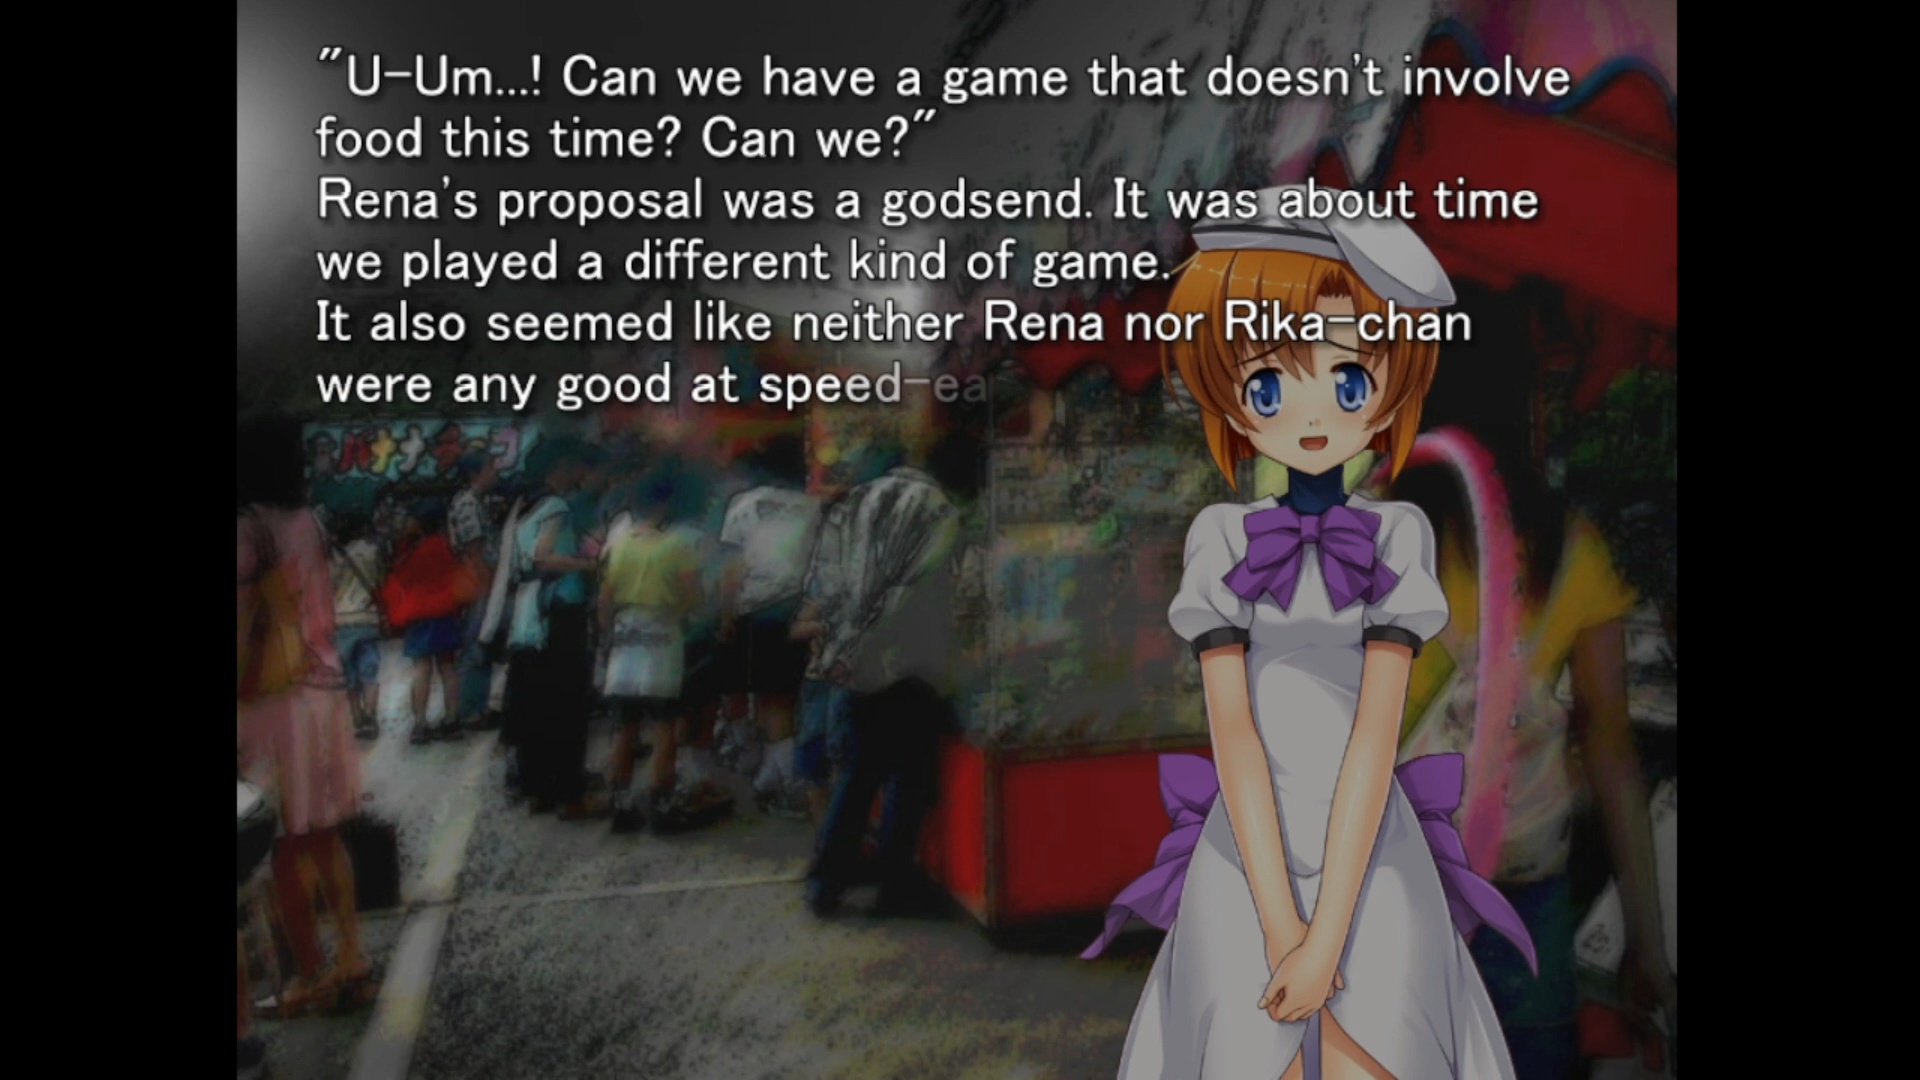 "U-Um...! Can we have a game that doesn't involve
food this time? Can we?"
Rena's proposal was a godsend. It was about time
we played a different kind of game.
It also seemed like neither Rena nor Rika-chan
were any good at speed-ea